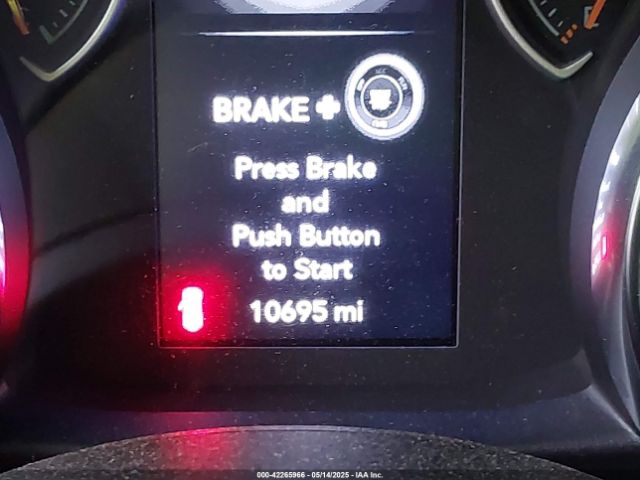 BRAKE +
Press Brake
and
Push Button
to Start
10695 mi
000-42265966 - 05/14/2025 - IAA Inc.